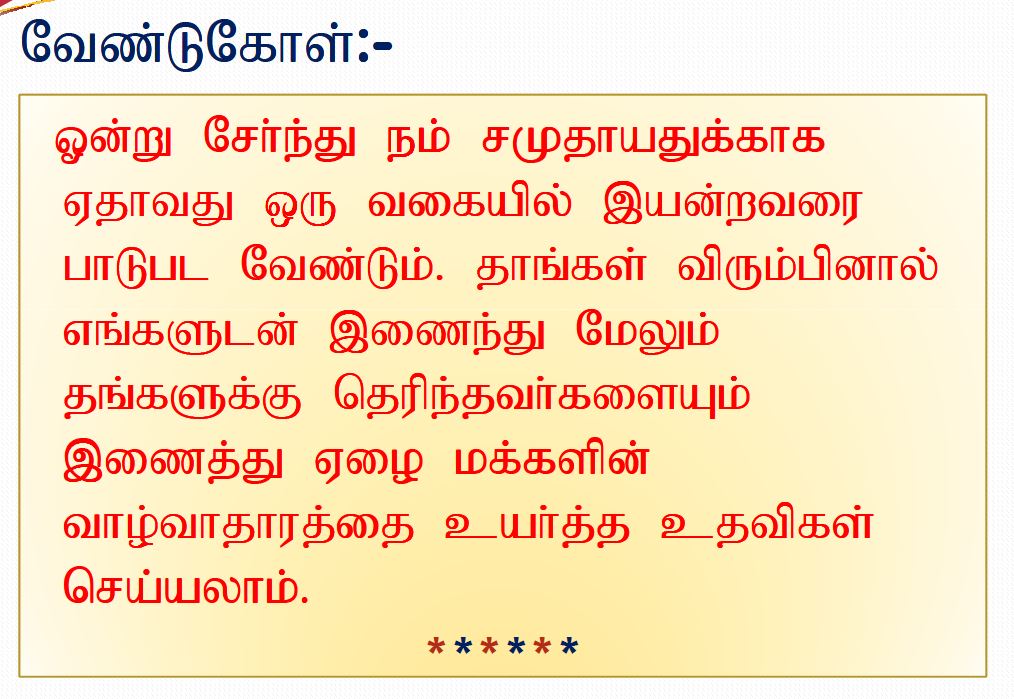 வேண்டுகோள்:-
ஒன்று சேர்ந்து நம் சமுதாயதுக்காக
ஏதாவது ஒரு வகையில் இயன்றவரை
பாடுபட வேண்டும். தாங்கள் விரும்பினால்
எங்களுடன் இணைந்து மேலும்
தங்களுக்கு தெரிந்தவர்களையும்
இணைத்து ஏழை மக்களின்
வாழ்வாதாரத்தை உயர்த்த உதவிகள்
செய்யலாம்.
******